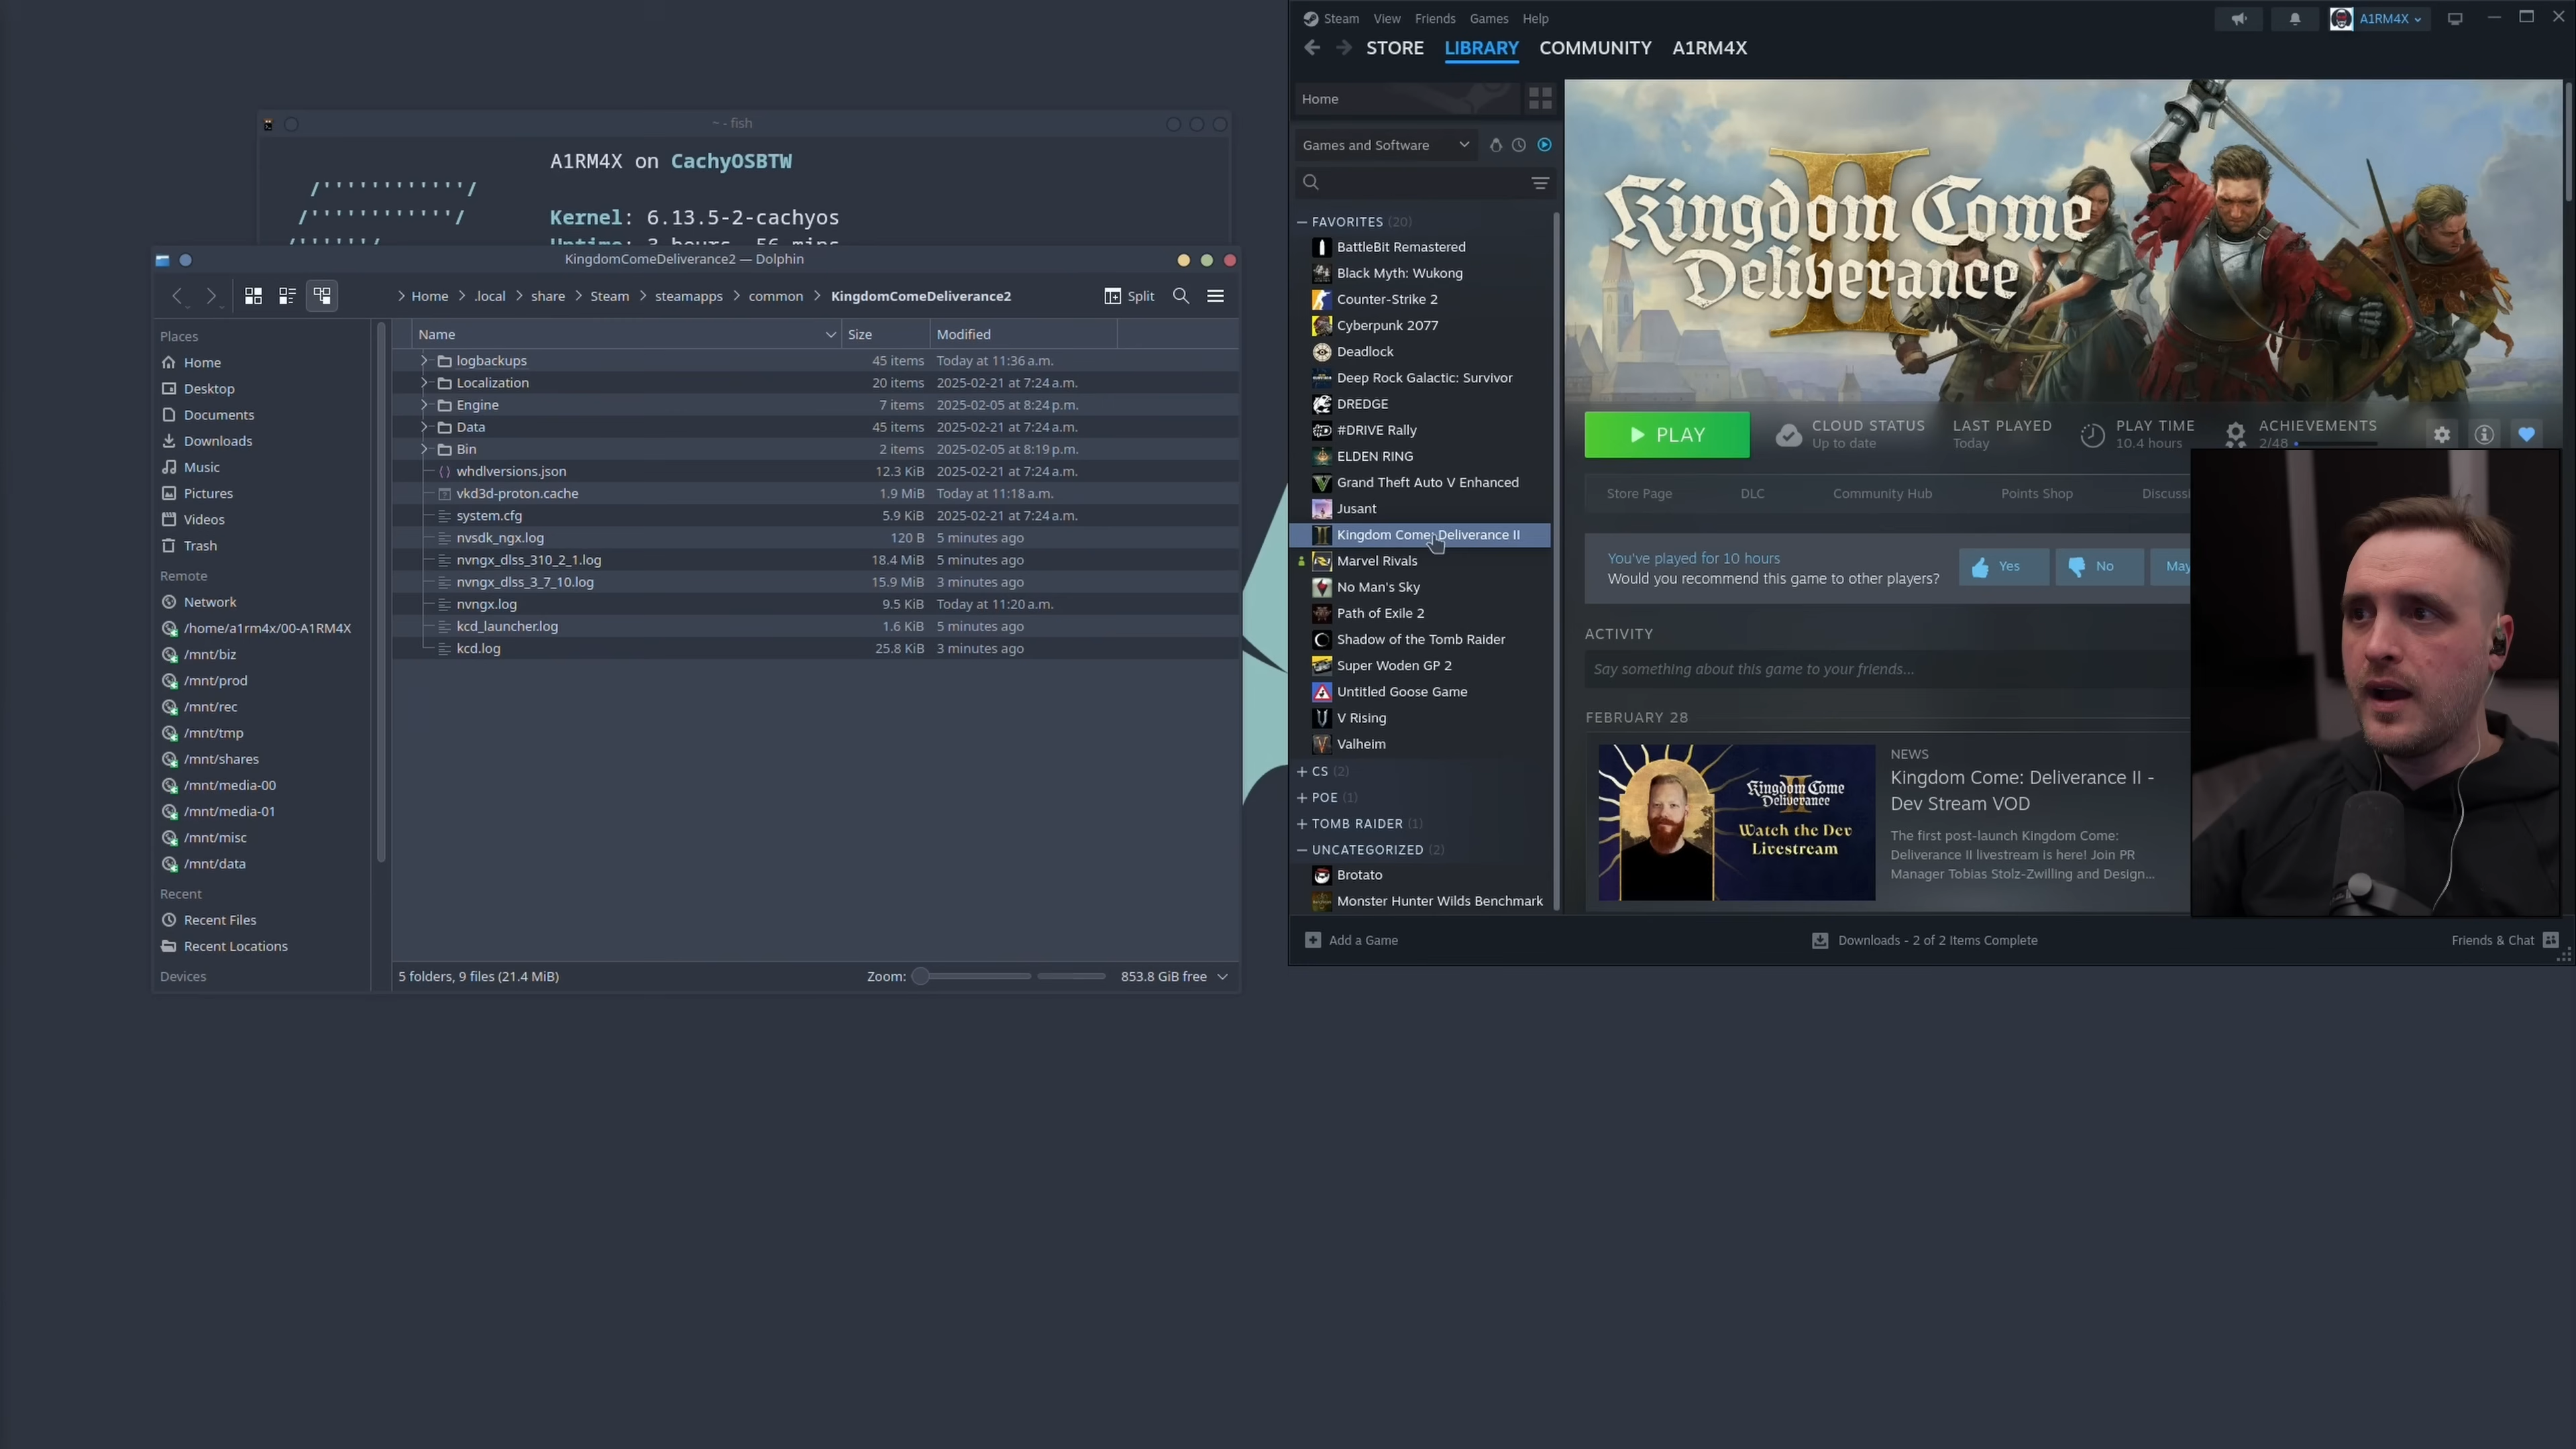 ~ - fish
A1RM4X on CachyOSBTW
Kernel: 6.13.5-2-cachyos
Uptime: 3 hours, 56 mins
KingdomComeDeliverance2 — Dolphin
Home
.local
share
Steam
steamapps
common
KingdomComeDeliverance2
Split
Places
Home
Desktop
Documents
Downloads
Music
Pictures
Videos
Trash
Remote
Network
/home/a1rm4x/00-A1RM4X
/mnt/biz
/mnt/prod
/mnt/rec
/mnt/tmp
/mnt/shares
/mnt/media-00
/mnt/media-01
/mnt/misc
/mnt/data
Recent
Recent Files
Recent Locations
Devices
Name Size Modified
logbackups 45 items Today at 11:36 a.m.
Localization 20 items 2025-02-21 at 7:24 a.m.
Engine 7 items 2025-02-05 at 8:24 p.m.
Data 45 items 2025-02-21 at 7:24 a.m.
Bin 2 items 2025-02-05 at 8:19 p.m.
whdlversions.json 12.3 KiB 2025-02-21 at 7:24 a.m.
vkd3d-proton.cache 1.9 MiB Today at 11:18 a.m.
system.cfg 5.9 KiB 2025-02-21 at 7:24 a.m.
nvsdk_ngx.log 120 B 5 minutes ago
nvngx_dlss_310_2_1.log 18.4 MiB 5 minutes ago
nvngx_dlss_3_7_10.log 15.9 MiB 3 minutes ago
nvngx.log 9.5 KiB Today at 11:20 a.m.
kcd_launcher.log 1.6 KiB 5 minutes ago
kcd.log 25.8 KiB 3 minutes ago
5 folders, 9 files (21.4 MiB)
Zoom:
853.8 GiB free
Steam View Friends Games Help
A1RM4X
STORE LIBRARY COMMUNITY A1RM4X
Home
Games and Software
FAVORITES (20)
BattleBit Remastered
Black Myth: Wukong
Counter-Strike 2
Cyberpunk 2077
Deadlock
Deep Rock Galactic: Survivor
DREDGE
#DRIVE Rally
ELDEN RING
Grand Theft Auto V Enhanced
Jusant
Kingdom Come: Deliverance II
Marvel Rivals
No Man's Sky
Path of Exile 2
Shadow of the Tomb Raider
Super Woden GP 2
Untitled Goose Game
V Rising
Valheim
CS (2)
POE (1)
TOMB RAIDER (1)
UNCATEGORIZED (2)
Brotato
Monster Hunter Wilds Benchmark
Kingdom Come
Deliverance
II
PLAY
CLOUD STATUS
Up to date
LAST PLAYED
Today
PLAY TIME
10.4 hours
ACHIEVEMENTS
2/48
Store Page
DLC
Community Hub
Points Shop
Discussi
You've played for 10 hours
Would you recommend this game to other players?
Yes
No
May
ACTIVITY
Say something about this game to your friends...
FEBRUARY 28
Kingdom Come
Deliverance
II
Watch the Dev
Livestream
NEWS
Kingdom Come: Deliverance II -
Dev Stream VOD
The first post-launch Kingdom Come:
Deliverance II livestream is here! Join PR
Manager Tobias Stolz-Zwilling and Design...
Add a Game
Downloads - 2 of 2 Items Complete
Friends & Chat